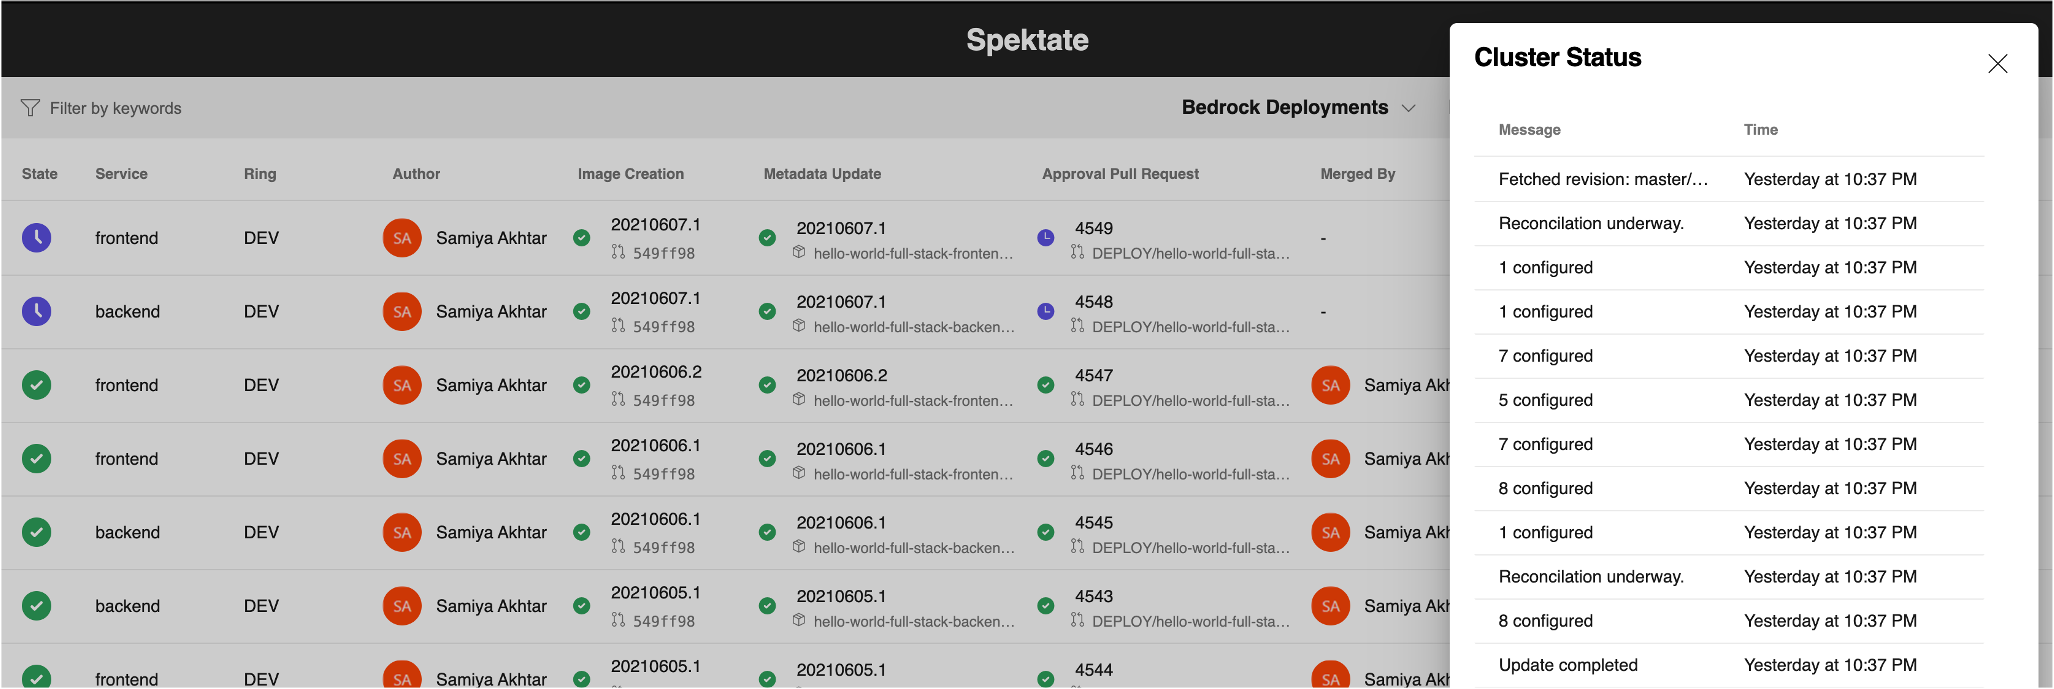 Spektate
Filter by keywords
Bedrock Deployments
State Service Ring Author Image Creation Metadata Update Approval Pull Request Merged By
frontend DEV SA Samiya Akhtar 20210607.1 549ff98 20210607.1 hello-world-full-stack-fronten... 4549 DEPLOY/hello-world-full-sta... -
backend DEV SA Samiya Akhtar 20210607.1 549ff98 20210607.1 hello-world-full-stack-backen... 4548 DEPLOY/hello-world-full-sta... -
frontend DEV SA Samiya Akhtar 20210606.2 549ff98 20210606.2 hello-world-full-stack-fronten... 4547 DEPLOY/hello-world-full-sta... SA Samiya Akh
frontend DEV SA Samiya Akhtar 20210606.1 549ff98 20210606.1 hello-world-full-stack-fronten... 4546 DEPLOY/hello-world-full-sta... SA Samiya Akh
backend DEV SA Samiya Akhtar 20210606.1 549ff98 20210606.1 hello-world-full-stack-backen... 4545 DEPLOY/hello-world-full-sta... SA Samiya Akh
backend DEV SA Samiya Akhtar 20210605.1 549ff98 20210605.1 hello-world-full-stack-backen... 4543 DEPLOY/hello-world-full-sta... SA Samiya Akh
frontend DEV SA Samiya Akhtar 20210605.1 20210605.1 4544 SA Samiya Akh
Cluster Status
Message Time
Fetched revision: master/... Yesterday at 10:37 PM
Reconcilation underway. Yesterday at 10:37 PM
1 configured Yesterday at 10:37 PM
1 configured Yesterday at 10:37 PM
7 configured Yesterday at 10:37 PM
5 configured Yesterday at 10:37 PM
7 configured Yesterday at 10:37 PM
8 configured Yesterday at 10:37 PM
1 configured Yesterday at 10:37 PM
Reconcilation underway. Yesterday at 10:37 PM
8 configured Yesterday at 10:37 PM
Update completed Yesterday at 10:37 PM